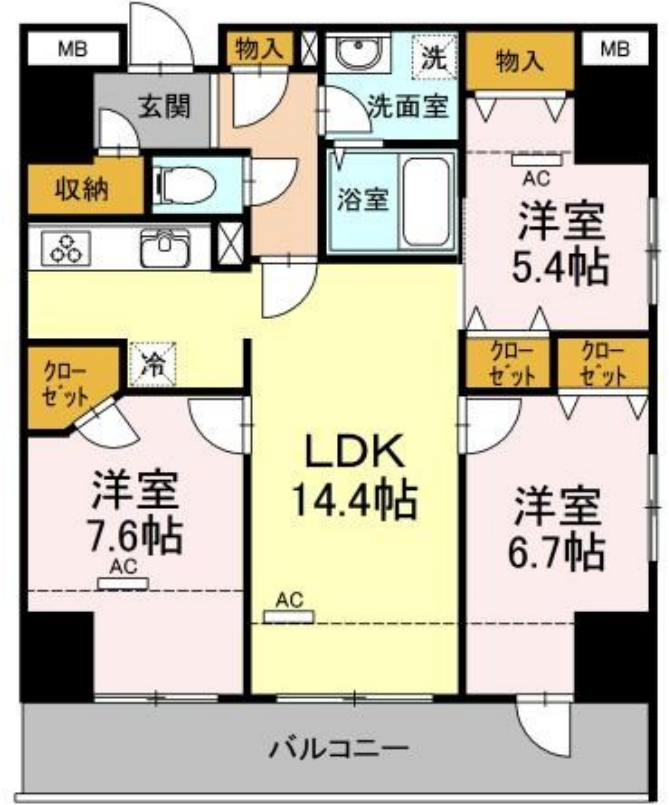 MB
物入
洗
物入
MB
玄関
洗面室
収納
浴室
AC
洋室
5.4帖
冷
クロー
ゼット
クロー
ゼット
クロー
ゼット
LDK
14.4帖
洋室
7.6帖
AC
洋室
6.7帖
AC
バルコニー